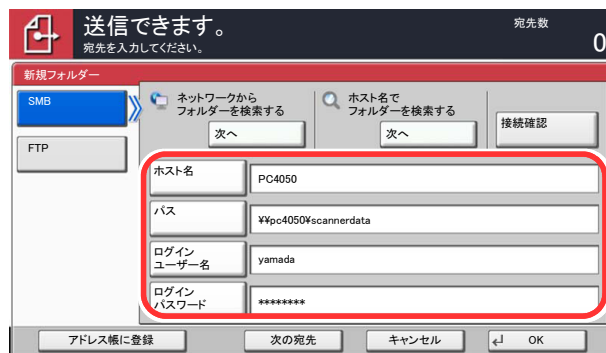 送信できます。
宛先を入力してください。
宛先数
0
新規フォルダー
SMB
FTP
ネットワークから
フォルダーを検索する
次へ
ホスト名で
フォルダーを検索する
次へ
接続確認
ホスト名
PC4050
パス
¥¥pc4050¥scannerdata
ログイン
ユーザー名
yamada
ログイン
パスワード
********
アドレス帳に登録
次の宛先
キャンセル
OK